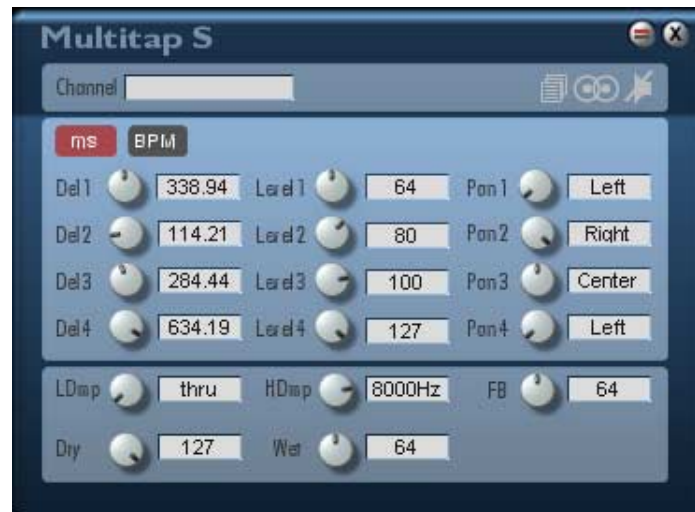 Multitap S
Channel
ms BPM
Del1 338.94 Level1 64 Pan1 Left
Del2 114.21 Level2 80 Pan2 Right
Del3 284.44 Level3 100 Pan3 Center
Del4 634.19 Level4 127 Pan4 Left
LDmp thru HDmp 8000Hz FB 64
Dry 127 Wet 64